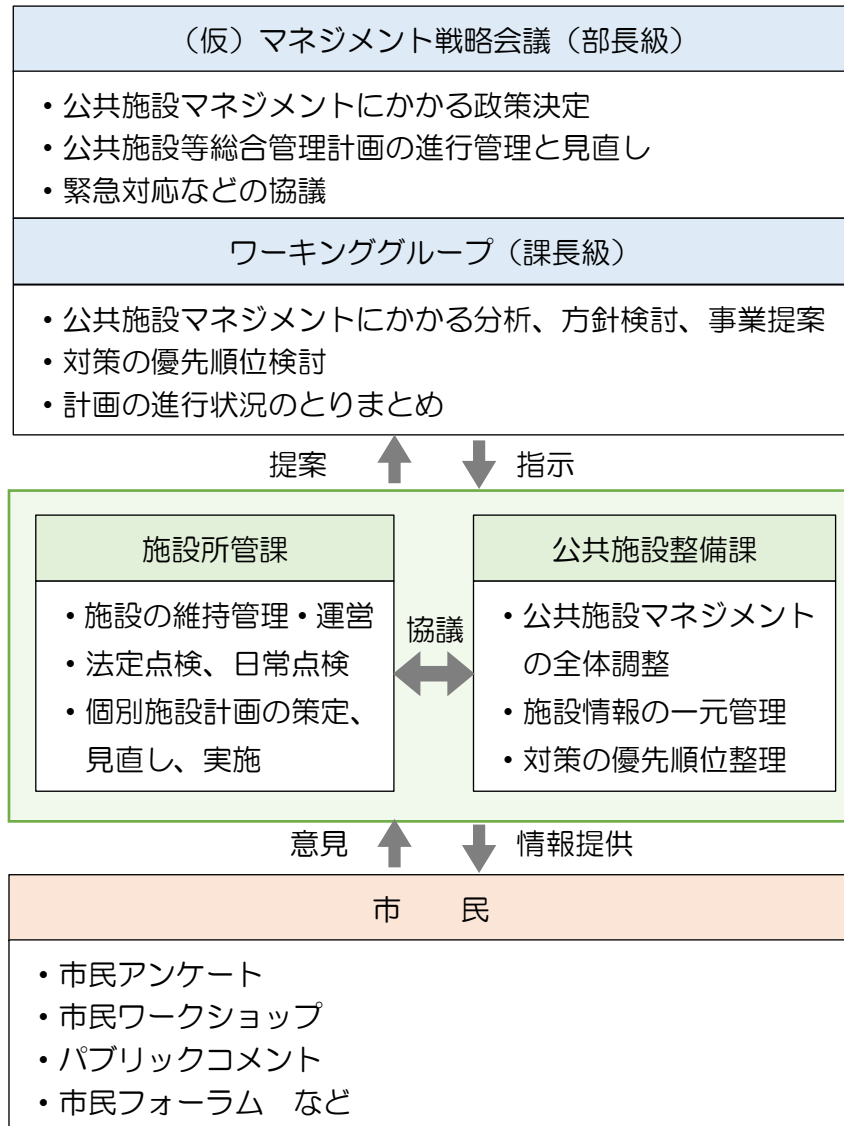 （仮）マネジメント戦略会議（部長級）
・公共施設マネジメントにかかる政策決定
・公共施設等総合管理計画の進行管理と見直し
・緊急対応などの協議
ワーキンググループ（課長級）
・公共施設マネジメントにかかる分析、方針検討、事業提案
・対策の優先順位検討
・計画の進行状況のとりまとめ
提案
指示
施設所管課
・施設の維持管理・運営
・法定点検、日常点検
・個別施設計画の策定、
見直し、実施
協議
公共施設整備課
・公共施設マネジメント
の全体調整
・施設情報の一元管理
・対策の優先順位整理
意見
情報提供
市　　民
・市民アンケート
・市民ワークショップ
・パブリックコメント
・市民フォーラム　など